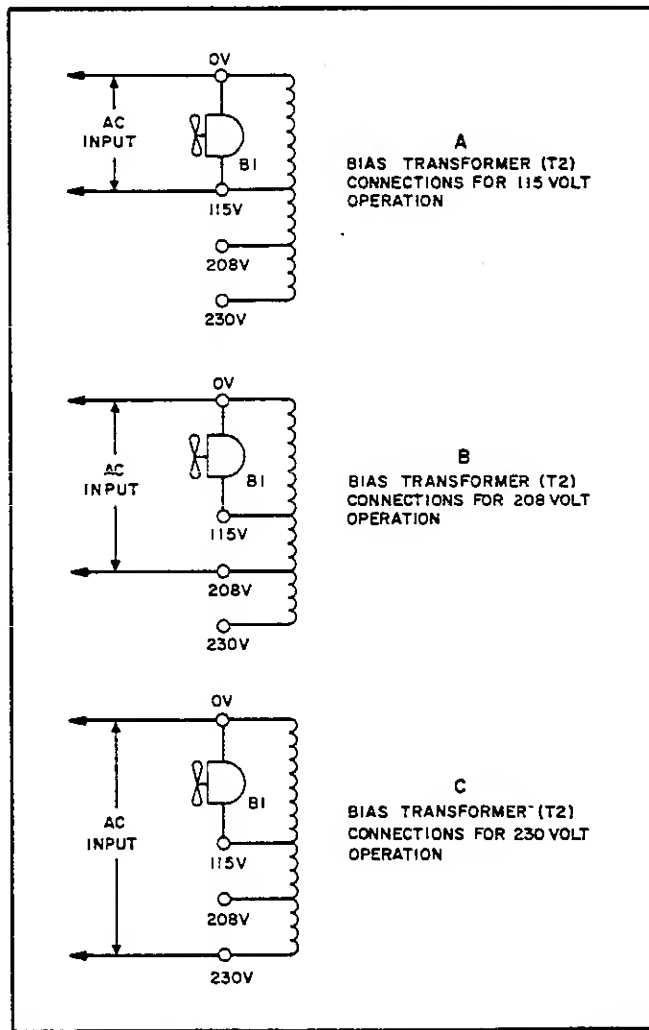 0V
AC
INPUT
B1
115V
208V
230V
A
BIAS TRANSFORMER (T2)
CONNECTIONS FOR 115 VOLT
OPERATION
0V
AC
INPUT
B1
115V
208V
230V
B
BIAS TRANSFORMER (T2)
CONNECTIONS FOR 208 VOLT
OPERATION
0V
AC
INPUT
B1
115V
208V
230V
C
BIAS TRANSFORMER (T2)
CONNECTIONS FOR 230 VOLT
OPERATION